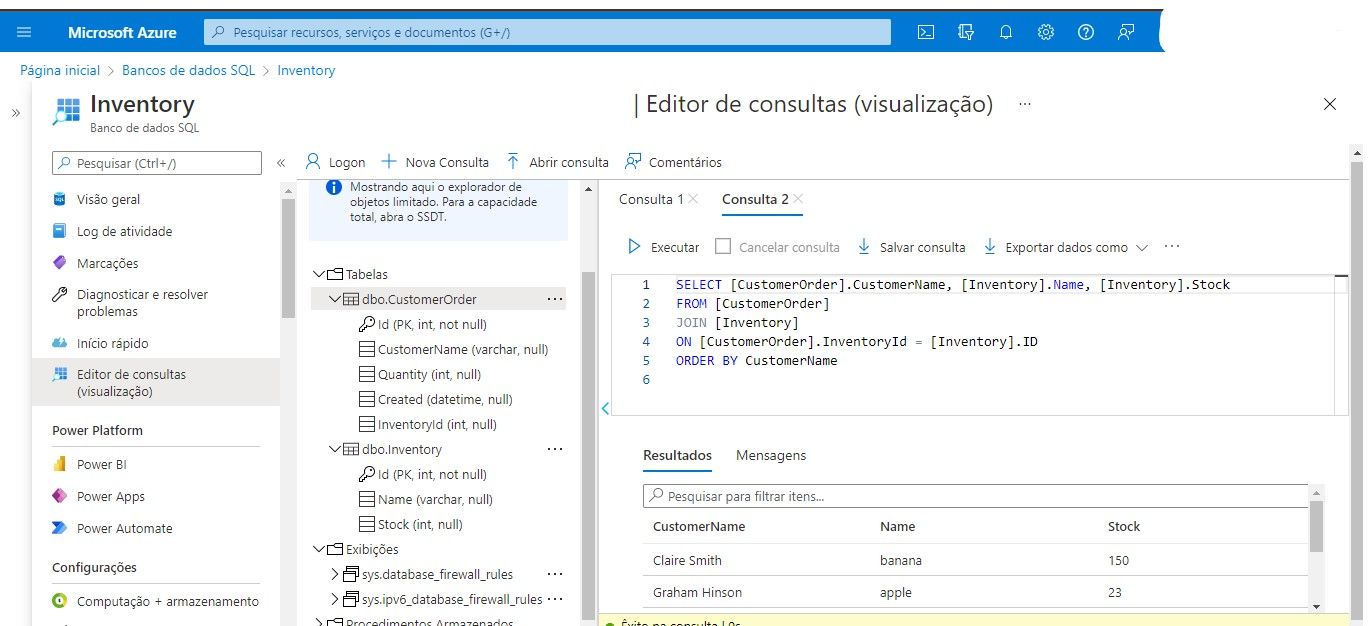 Microsoft Azure
Pesquisar recursos, serviços e documentos (G+/)
Página inicial > Bancos de dados SQL > Inventory
Inventory
Banco de dados SQL
| Editor de consultas (visualização) ...
Pesquisar (Ctrl+/)
Visão geral
Log de atividade
Marcações
Diagnosticar e resolver
problemas
Início rápido
Editor de consultas
(visualização)
Power Platform
Power BI
Power Apps
Power Automate
Configurações
Computação + armazenamento
Logon
Nova Consulta
Abrir consulta
Comentários
Mostrando aqui o explorador de
objetos limitado. Para a capacidade
total, abra o SSDT.
Tabelas
dbo.CustomerOrder ...
Id (PK, int, not null)
CustomerName (varchar, null)
Quantity (int, null)
Created (datetime, null)
InventoryId (int, null)
dbo.Inventory ...
Id (PK, int, not null)
Name (varchar, null)
Stock (int, null)
Exibições
sys.database_firewall_rules ...
sys.ipv6_database_firewall_rules ...
Procedimentos Armazenados
Consulta 1
Consulta 2
Executar
Cancelar consulta
Salvar consulta
Exportar dados como
...
1 SELECT [CustomerOrder].CustomerName, [Inventory].Name, [Inventory].Stock
2 FROM [CustomerOrder]
3 JOIN [Inventory]
4 ON [CustomerOrder].InventoryId = [Inventory].ID
5 ORDER BY CustomerName
6
Resultados
Mensagens
Pesquisar para filtrar itens...
CustomerName Name Stock
Claire Smith banana 150
Graham Hinson apple 23
Êxito na consulta | 0s